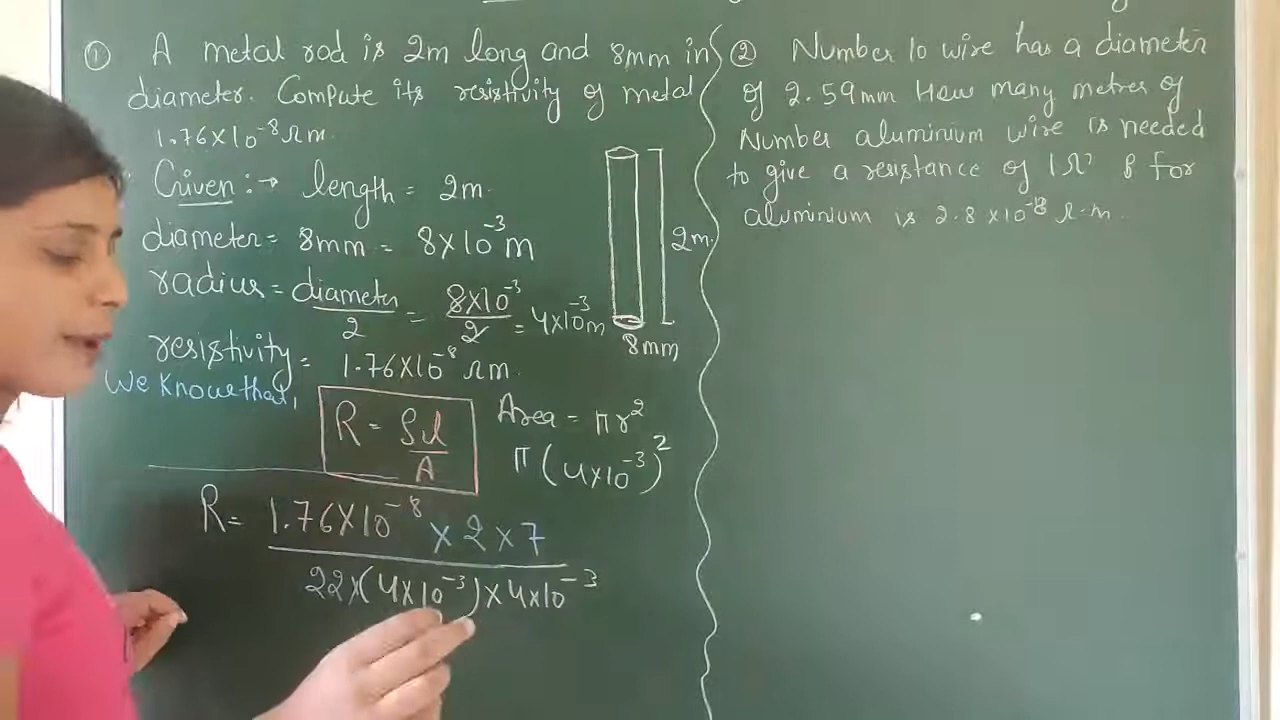 ① A metal rod is 2m long and 8mm in
diameter. Compute its resistivity of metal
1.76×10⁻⁸ Ωm.
Given :→ length = 2m.
diameter = 8mm = 8×10⁻³m
radius = diameter/2 = 8×10⁻³/2 = 4×10⁻³m
resistivity = 1.76×10⁻⁸ Ωm.
We know that,
R = ρl/A
Area = πr²
π(4×10⁻³)²
R = 1.76×10⁻⁸ × 2 × 7
22×(4×10⁻³)×4×10⁻³
2m.
8mm
② Number 10 wire has a diameter
of 2.59mm How many metres of
Number aluminium wire is needed
to give a resistance of 1Ω ρ for
aluminium is 2.8×10⁻⁸ Ω-m.